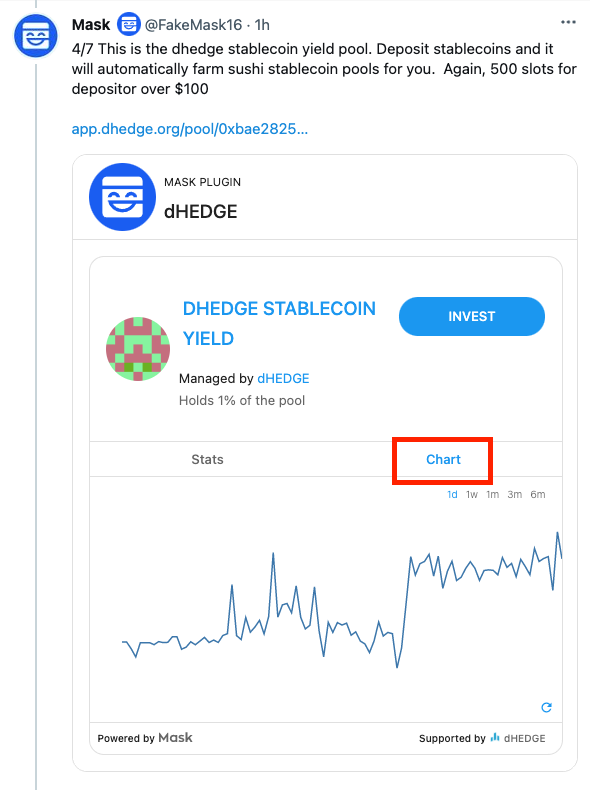 Mask @FakeMask16 · 1h
4/7 This is the dhedge stablecoin yield pool. Deposit stablecoins and it
will automatically farm sushi stablecoin pools for you.  Again, 500 slots for
depositor over $100
app.dhedge.org/pool/0xbae2825...
MASK PLUGIN
dHEDGE
DHEDGE STABLECOIN
YIELD
INVEST
Managed by dHEDGE
Holds 1% of the pool
Stats
Chart
1d 1w 1m 3m 6m
Powered by Mask
Supported by dHEDGE